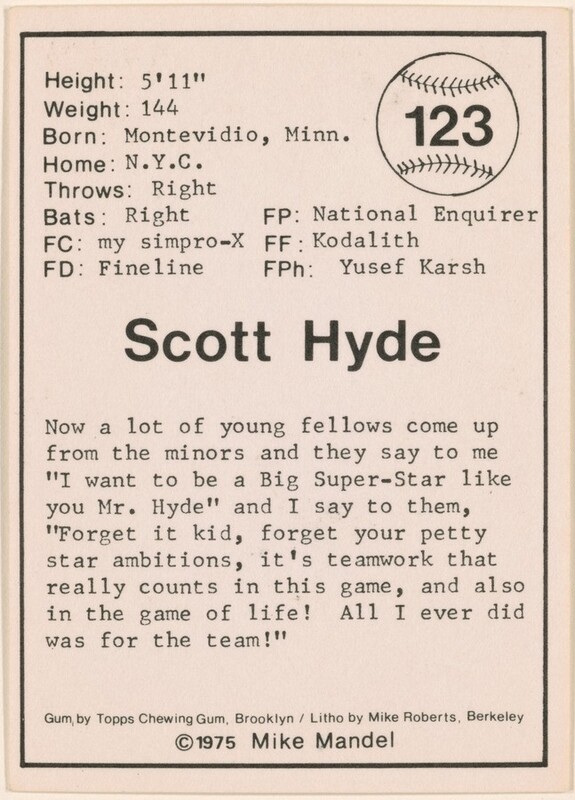 Height: 5'11"
Weight: 144
123
Born: Montevidio, Minn.
Home: N.Y.C.
Throws: Right
Bats: Right FP: National Enquirer
FC: my simpro-X FF: Kodalith
FD: Fineline FPh: Yusef Karsh
Scott Hyde
Now a lot of young fellows come up
from the minors and they say to me
"I want to be a Big Super-Star like
you Mr. Hyde" and I say to them,
"Forget it kid, forget your petty
star ambitions, it's teamwork that
really counts in this game, and also
in the game of life! All I ever did
was for the team!"
Gum, by Topps Chewing Gum, Brooklyn / Litho by Mike Roberts, Berkeley
©1975 Mike Mandel